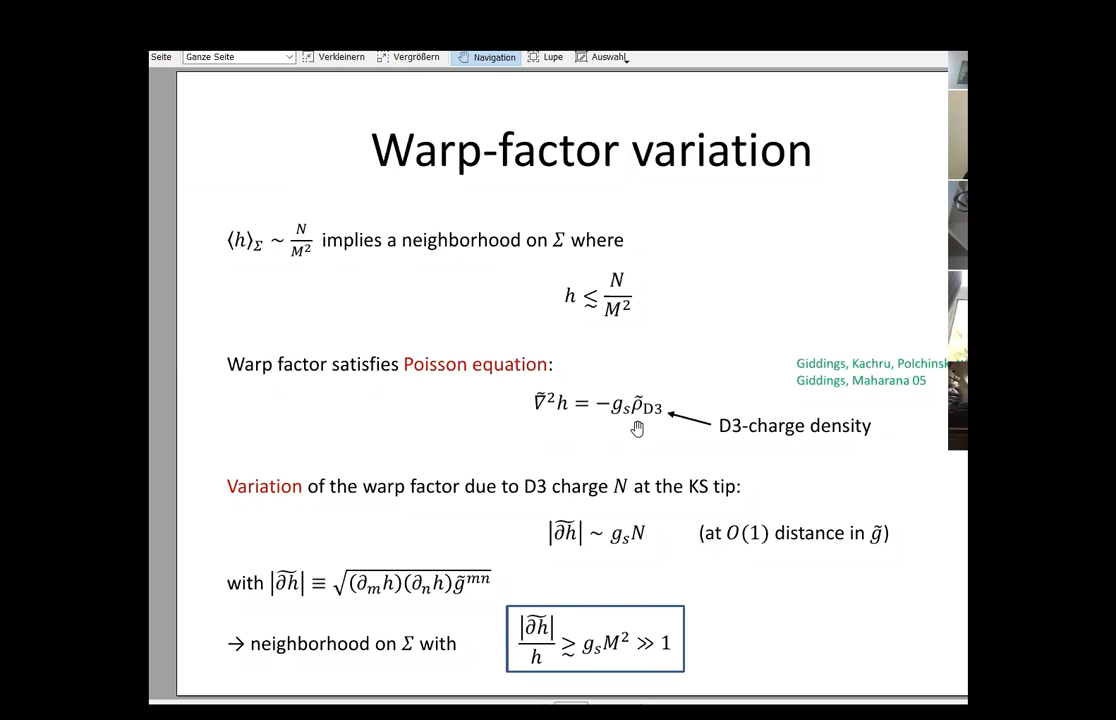 Seite Ganze Seite Verkleinern Vergrößern Navigation Lupe Auswahl
Warp-factor variation
⟨h⟩_Σ ~ N/M² implies a neighborhood on Σ where
h ≲ N/M²
Warp factor satisfies Poisson equation:
Giddings, Kachru, Polchinsk
Giddings, Maharana 05
∇̃²h = −g_s ρ̃_D3
D3-charge density
Variation of the warp factor due to D3 charge N at the KS tip:
|∂̃h| ~ g_s N (at O(1) distance in g̃)
with |∂̃h| ≡ √((∂_m h)(∂_n h)g̃^mn)
→ neighborhood on Σ with |∂̃h|/h ≳ g_s M² ≫ 1